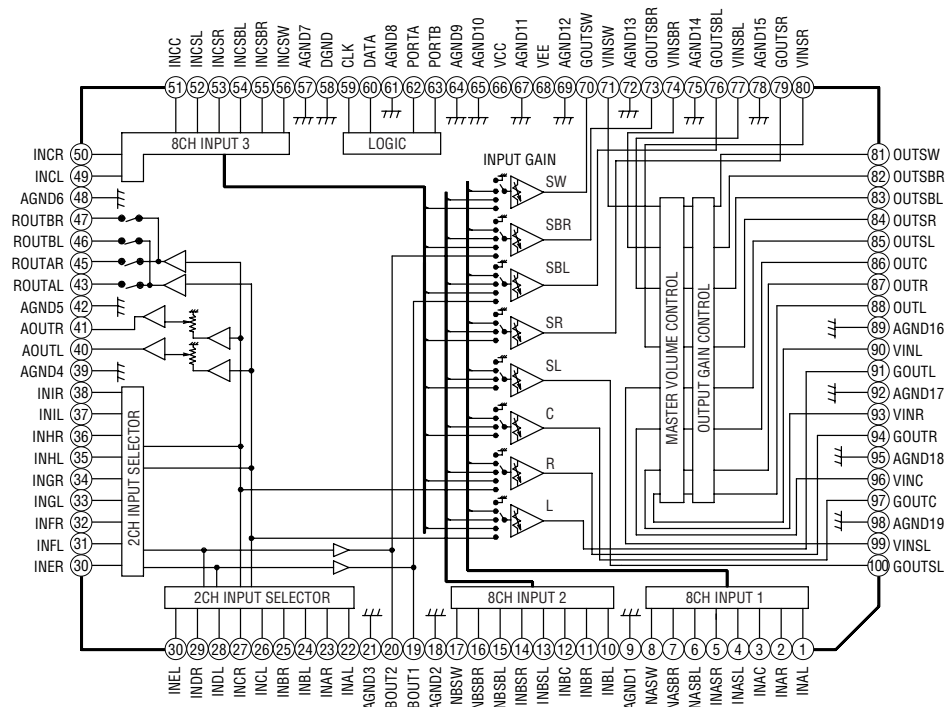 INCC
INCSL
INCSR
INCSBL
INCSBR
INCSW
AGND7
DGND
CLK
DATA
AGND8
PORTA
PORTB
AGND9
AGND10
VCC
AGND11
VEE
AGND12
GOUTSW
VINSW
AGND13
GOUTSBR
VINSBR
AGND14
GOUTSBL
VINSBL
AGND15
GOUTSR
VINSR
51 52 53 54 55 56 57 58 59 60 61 62 63 64 65 66 67 68 69 70 71 72 73 74 75 76 77 78 79 80
8CH INPUT 3
LOGIC
INPUT GAIN
INCR 50
INCL 49
AGND6 48
ROUTBR 47
ROUTBL 46
ROUTAR 45
ROUTAL 43
AGND5 42
AOUTR 41
AOUTL 40
AGND4 39
INIR 38
INIL 37
INHR 36
INHL 35
INGR 34
INGL 33
INFR 32
INFL 31
INER 30
2CH INPUT SELECTOR
SW
SBR
SBL
SR
SL
C
R
L
MASTER VOLUME CONTROL
OUTPUT GAIN CONTROL
81 OUTSW
82 OUTSBR
83 OUTSBL
84 OUTSR
85 OUTSL
86 OUTC
87 OUTR
88 OUTL
89 AGND16
90 VINL
91 GOUTL
92 AGND17
93 VINR
94 GOUTR
95 AGND18
96 VINC
97 GOUTC
98 AGND19
99 VINSL
100 GOUTSL
2CH INPUT SELECTOR
8CH INPUT 2
8CH INPUT 1
30 29 28 27 26 25 24 23 22 21 20 19 18 17 16 15 14 13 12 11 10 9 8 7 6 5 4 3 2 1
INEL
INDR
INDL
INCR
INCL
INBR
INBL
INAR
INAL
AGND3
BOUT2
BOUT1
AGND2
NBSW
NBSBR
INBSBL
INBSR
INBSL
INBC
INBR
INBL
AGND1
NASW
NASBR
NASBL
INASR
INASL
INAC
INAR
INAL